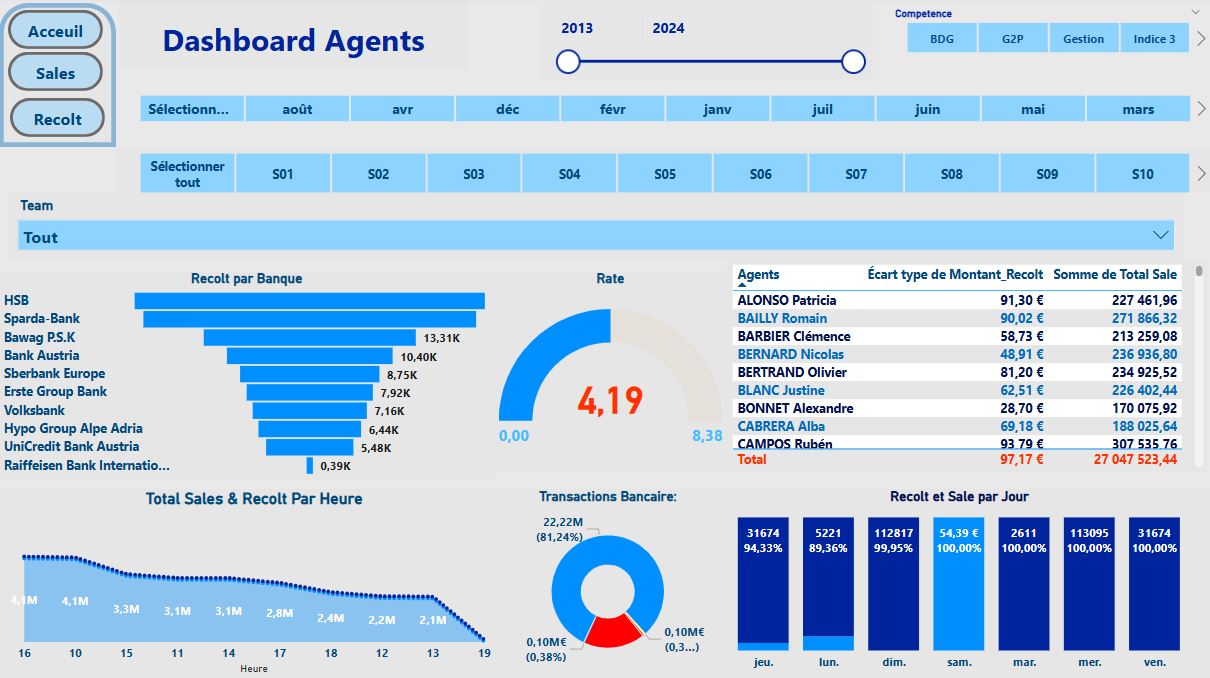 Acceuil
Sales
Recolt
Dashboard Agents
2013 2024
Competence
BDG G2P Gestion Indice 3
Sélectionn... août avr déc févr janv juil juin mai mars
Sélectionner tout S01 S02 S03 S04 S05 S06 S07 S08 S09 S10
Team
Tout
Recolt par Banque
HSB
Sparda-Bank
Bawag P.S.K 13,31K
Bank Austria 10,40K
Sberbank Europe 8,75K
Erste Group Bank 7,92K
Volksbank 7,16K
Hypo Group Alpe Adria 6,44K
UniCredit Bank Austria 5,48K
Raiffeisen Bank Internatio... 0,39K
Rate
4,19
0,00 8,38
Agents Écart type de Montant_Recolt Somme de Total Sale
ALONSO Patricia 91,30 € 227 461,96
BAILLY Romain 90,02 € 271 866,32
BARBIER Clémence 58,73 € 213 259,08
BERNARD Nicolas 48,91 € 236 936,80
BERTRAND Olivier 81,20 € 234 925,52
BLANC Justine 62,51 € 226 402,44
BONNET Alexandre 28,70 € 170 075,92
CABRERA Alba 69,18 € 188 025,64
CAMPOS Rubén 93,79 € 307 535,76
Total 97,17 € 27 047 523,44
Total Sales & Recolt Par Heure
4,1M 4,1M 3,3M 3,1M 3,1M 2,8M 2,4M 2,2M 2,1M
16 10 15 11 14 17 18 12 13 19
Heure
Transactions Bancaire:
22,22M
(81,24%)
0,10M€
(0,38%)
0,10M€
(0,3...)
Recolt et Sale par Jour
31674 5221 112817 54,39 € 2611 113095 31674
94,33% 89,36% 99,95% 100,00% 100,00% 100,00% 100,00%
jeu. lun. dim. sam. mar. mer. ven.